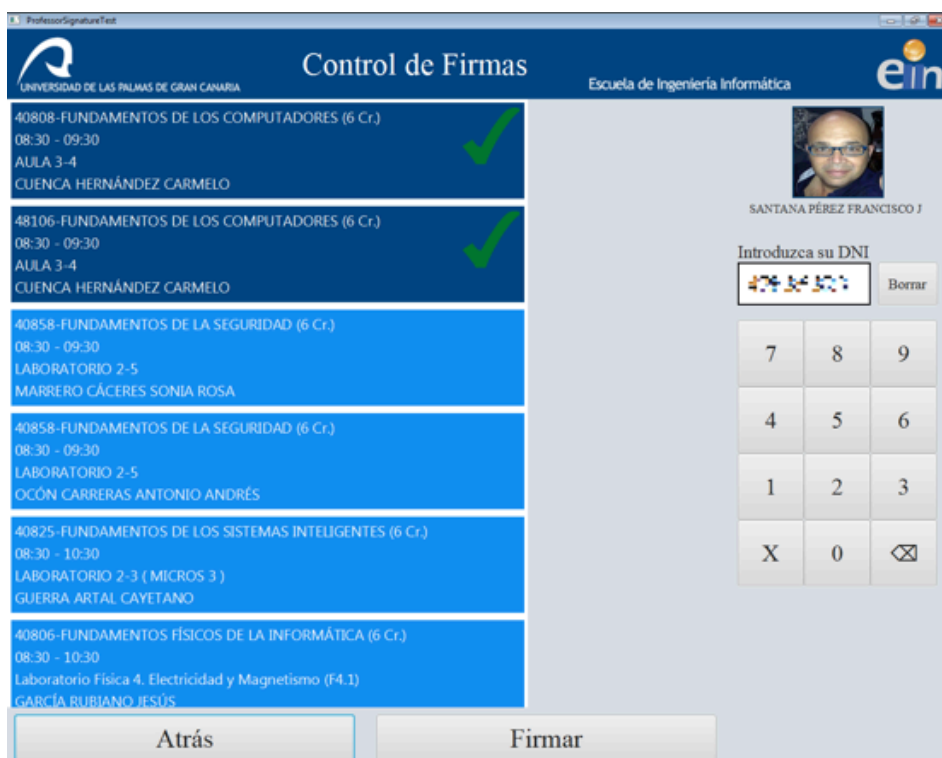 ProfessorSignatureTest
UNIVERSIDAD DE LAS PALMAS DE GRAN CANARIA
Control de Firmas
Escuela de Ingeniería Informática
ein
40808-FUNDAMENTOS DE LOS COMPUTADORES (6 Cr.)
08:30 - 09:30
AULA 3-4
CUENCA HERNÁNDEZ CARMELO
48106-FUNDAMENTOS DE LOS COMPUTADORES (6 Cr.)
08:30 - 09:30
AULA 3-4
CUENCA HERNÁNDEZ CARMELO
40858-FUNDAMENTOS DE LA SEGURIDAD (6 Cr.)
08:30 - 09:30
LABORATORIO 2-5
MARRERO CÁCERES SONIA ROSA
40858-FUNDAMENTOS DE LA SEGURIDAD (6 Cr.)
08:30 - 09:30
LABORATORIO 2-5
OCÓN CARRERAS ANTONIO ANDRÉS
40825-FUNDAMENTOS DE LOS SISTEMAS INTELIGENTES (6 Cr.)
08:30 - 10:30
LABORATORIO 2-3 ( MICROS 3 )
GUERRA ARTAL CAYETANO
40806-FUNDAMENTOS FÍSICOS DE LA INFORMÁTICA (6 Cr.)
08:30 - 10:30
Laboratorio Física 4. Electricidad y Magnetismo (F4.1)
GARCÍA RUBIANO JESÚS
SANTANA PÉREZ FRANCISCO J
Introduzca su DNI
Borrar
7 8 9
4 5 6
1 2 3
X 0
Atrás
Firmar